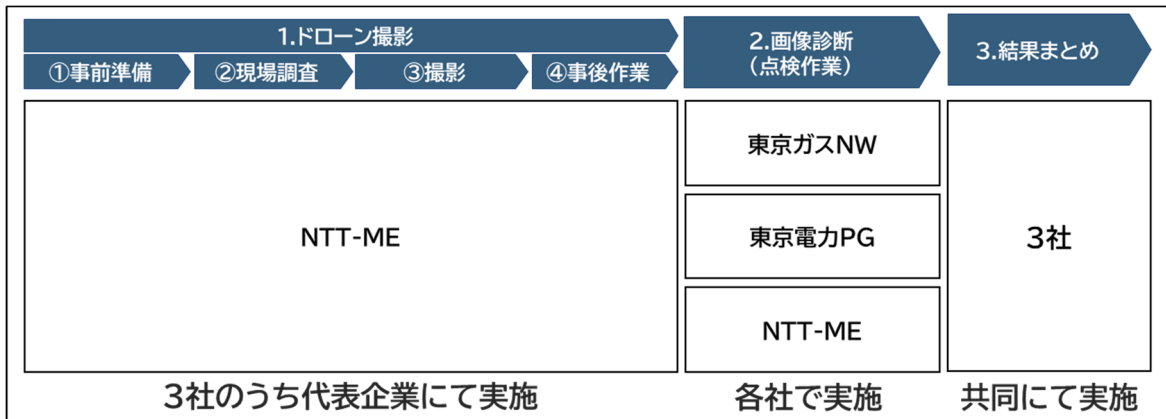 1.ドローン撮影
①事前準備
②現場調査
③撮影
④事後作業
2.画像診断
(点検作業)
3.結果まとめ
NTT-ME
東京ガスNW
東京電力PG
NTT-ME
3社
3社のうち代表企業にて実施
各社で実施
共同にて実施